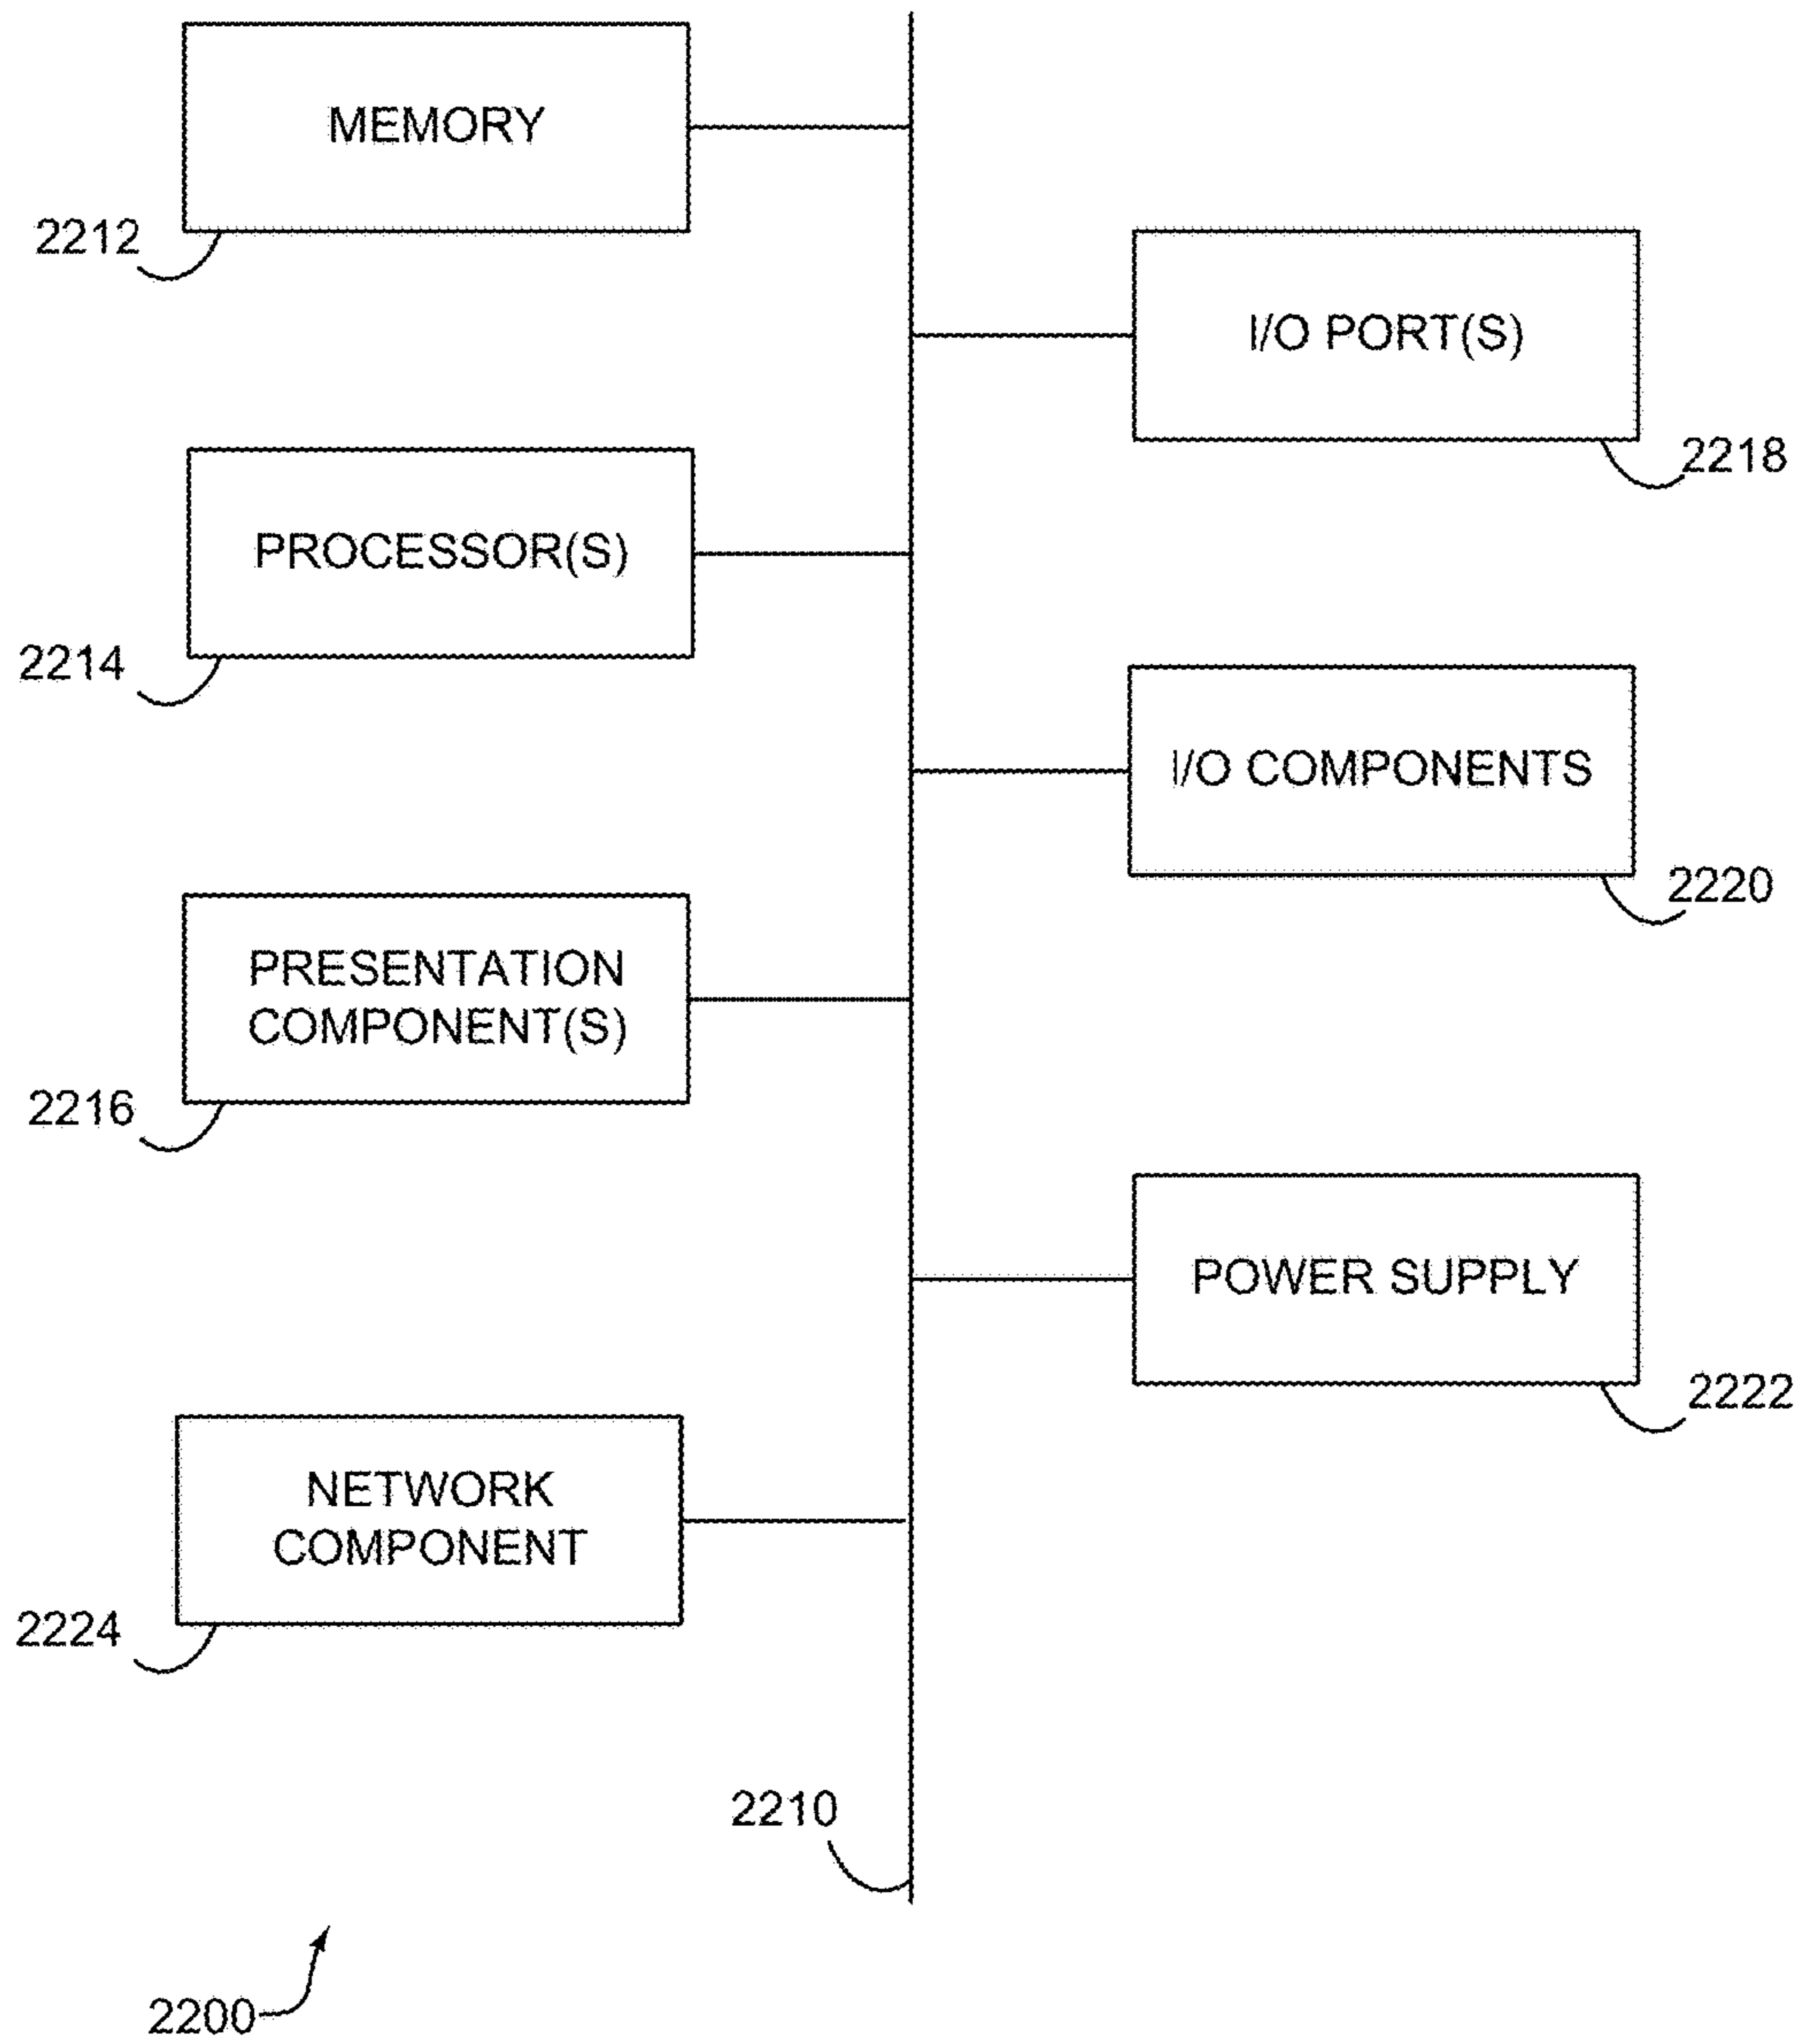 MEMORY
2212
I/O PORT(S)
2218
PROCESSOR(S)
2214
I/O COMPONENTS
2220
PRESENTATION
COMPONENT(S)
2216
POWER SUPPLY
2222
NETWORK
COMPONENT
2224
2210
2200